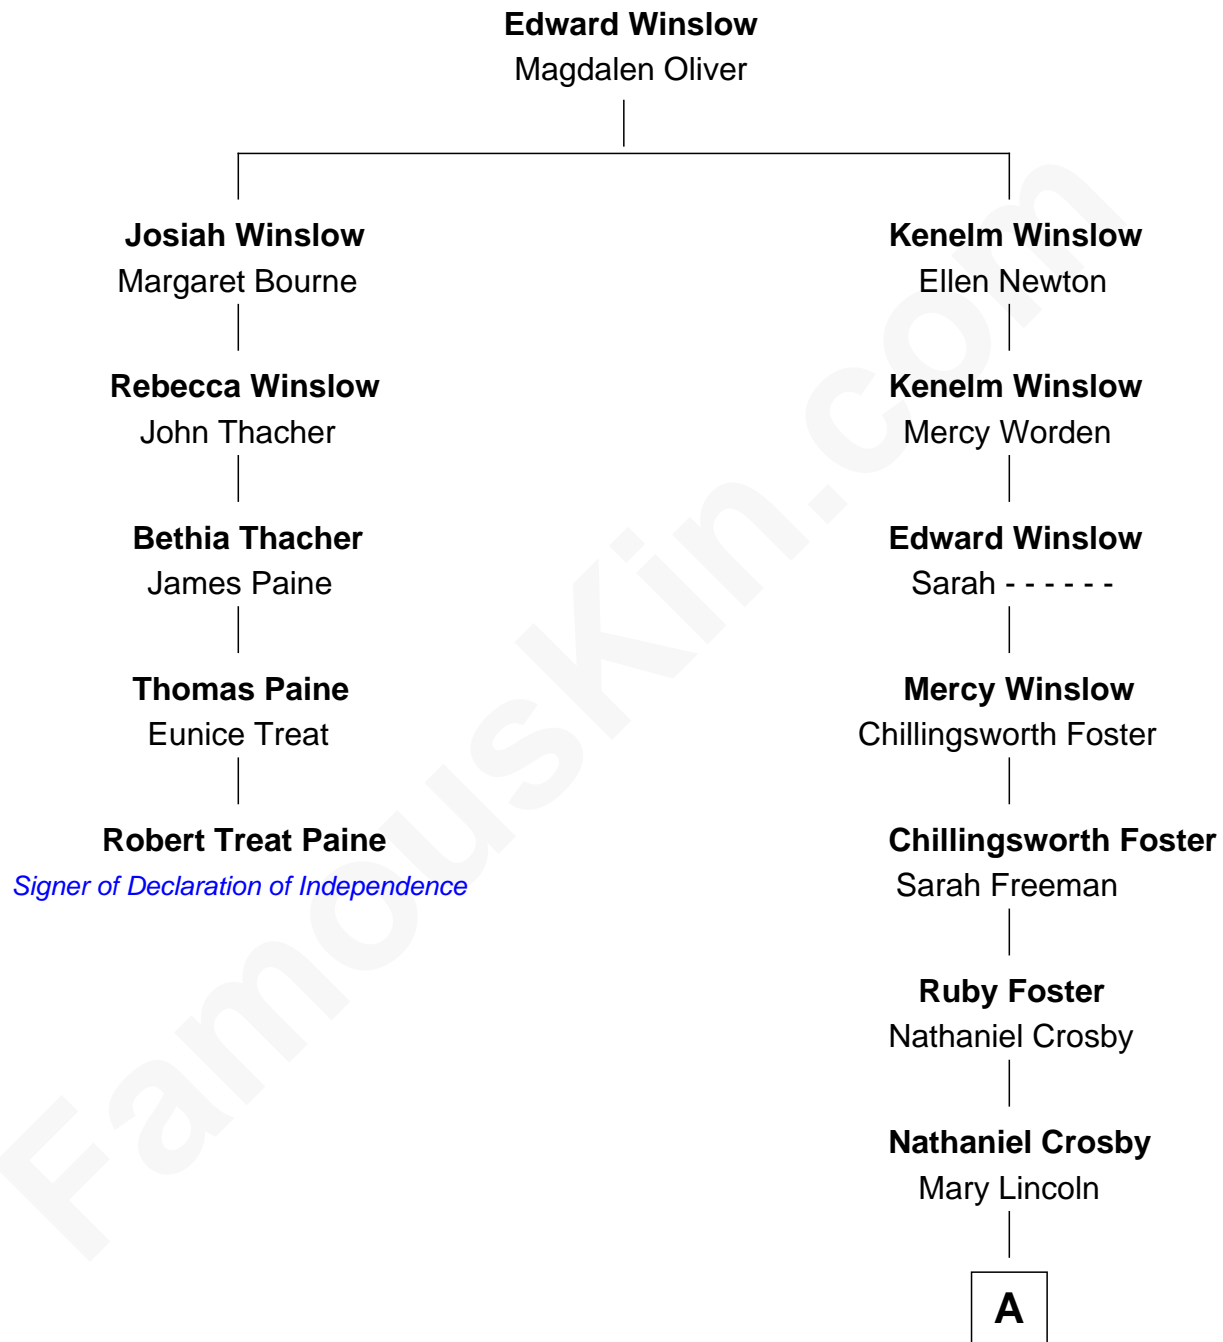 Edward Winslow
Magdalen Oliver
Josiah Winslow
Margaret Bourne
Rebecca Winslow
John Thacher
Bethia Thacher
James Paine
Thomas Paine
Eunice Treat
Robert Treat Paine
Signer of Declaration of Independence
Kenelm Winslow
Ellen Newton
Kenelm Winslow
Mercy Worden
Edward Winslow
Sarah - - - - - -
Mercy Winslow
Chillingsworth Foster
Chillingsworth Foster
Sarah Freeman
Ruby Foster
Nathaniel Crosby
Nathaniel Crosby
Mary Lincoln
A
FamousKin.com